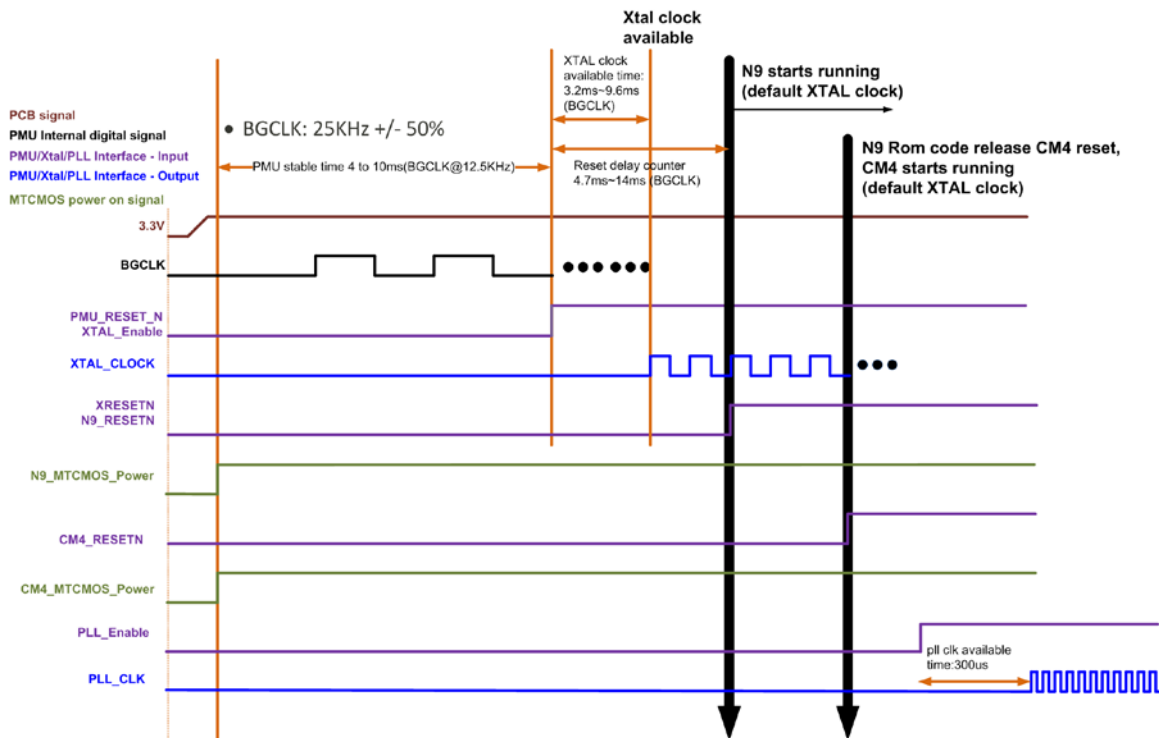 Xtal clock
available
XTAL clock
available time:
3.2ms~9.6ms
(BGCLK)
N9 starts running
(default XTAL clock)
PCB signal
PMU Internal digital signal
PMU/Xtal/PLL Interface - Input
PMU/Xtal/PLL Interface - Output
MTCMOS power on signal
● BGCLK: 25KHz +/- 50%
PMU stable time 4 to 10ms(BGCLK@12.5KHz)
Reset delay counter
4.7ms~14ms (BGCLK)
N9 Rom code release CM4 reset,
CM4 starts running
(default XTAL clock)
3.3V
BGCLK
PMU_RESET_N
XTAL_Enable
XTAL_CLOCK
XRESETN
N9_RESETN
N9_MTCMOS_Power
CM4_RESETN
CM4_MTCMOS_Power
PLL_Enable
pll clk available
time:300us
PLL_CLK